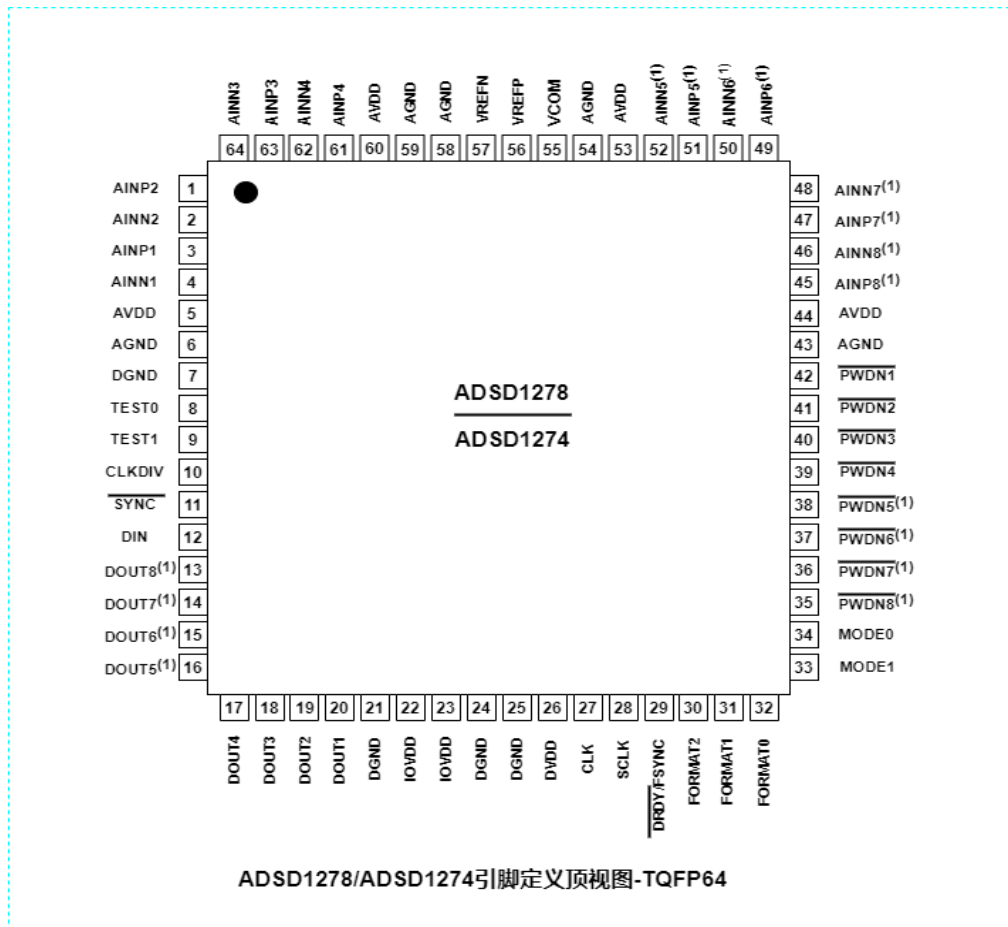 AINN3 AINP3 AINN4 AINP4 AVDD AGND AGND VREFN VREFP VCOM AGND AVDD AINN5(1) AINP5(1) AINN6(1) AINP6(1)
64 63 62 61 60 59 58 57 56 55 54 53 52 51 50 49
AINP2 1 48 AINN7(1)
AINN2 2 47 AINP7(1)
AINP1 3 46 AINN8(1)
AINN1 4 45 AINP8(1)
AVDD 5 44 AVDD
AGND 6 43 AGND
DGND 7 42 PWDN1
ADSD1278
TEST0 8 41 PWDN2
ADSD1274
TEST1 9 40 PWDN3
CLKDIV 10 39 PWDN4
SYNC 11 38 PWDN5(1)
DIN 12 37 PWDN6(1)
DOUT8(1) 13 36 PWDN7(1)
DOUT7(1) 14 35 PWDN8(1)
DOUT6(1) 15 34 MODE0
DOUT5(1) 16 33 MODE1
17 18 19 20 21 22 23 24 25 26 27 28 29 30 31 32
DOUT4 DOUT3 DOUT2 DOUT1 DGND IOVDD IOVDD DGND DGND DVDD CLK SCLK DRDY/FSYNC FORMAT2 FORMAT1 FORMAT0
ADSD1278/ADSD1274引脚定义顶视图-TQFP64